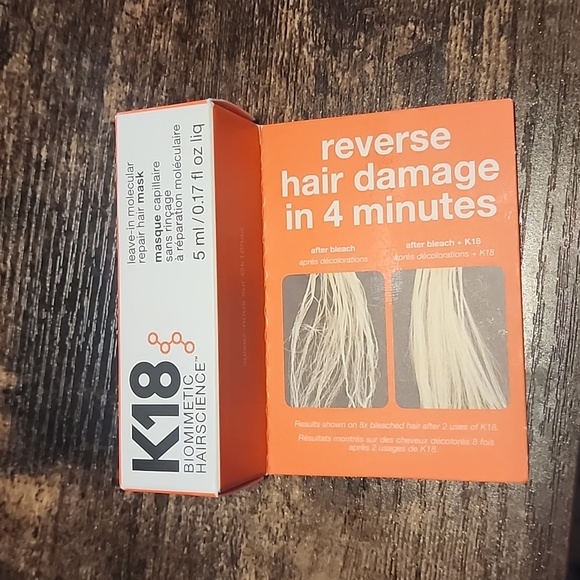 K18
BIOMIMETIC
HAIRSCIENCE™
leave-in molecular
repair hair mask
masque capillaire
sans rinçage
à réparation moléculaire
5 ml / 0.17 fl oz liq
reverse
hair damage
in 4 minutes
after bleach
après décolorations
after bleach + K18
après décolorations + K18
Results shown on 8x bleached hair after 2 uses of K18.
Résultats montrés sur des cheveux décolorés 8 fois
après 2 usages de K18.